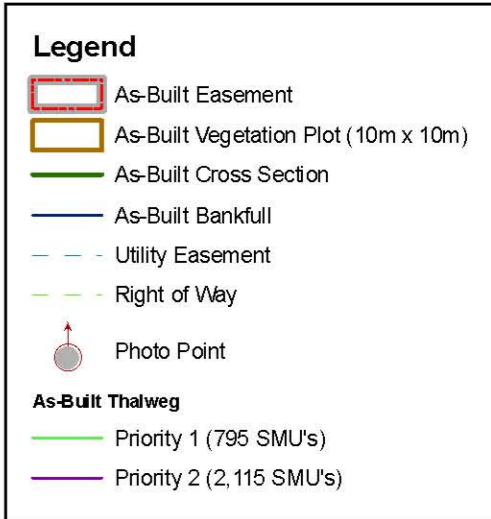 Legend
As-Built Easement
As-Built Vegetation Plot (10m x 10m)
As-Built Cross Section
As-Built Bankfull
Utility Easement
Right of Way
Photo Point
As-Built Thalweg
Priority 1 (795 SMU's)
Priority 2 (2,115 SMU's)